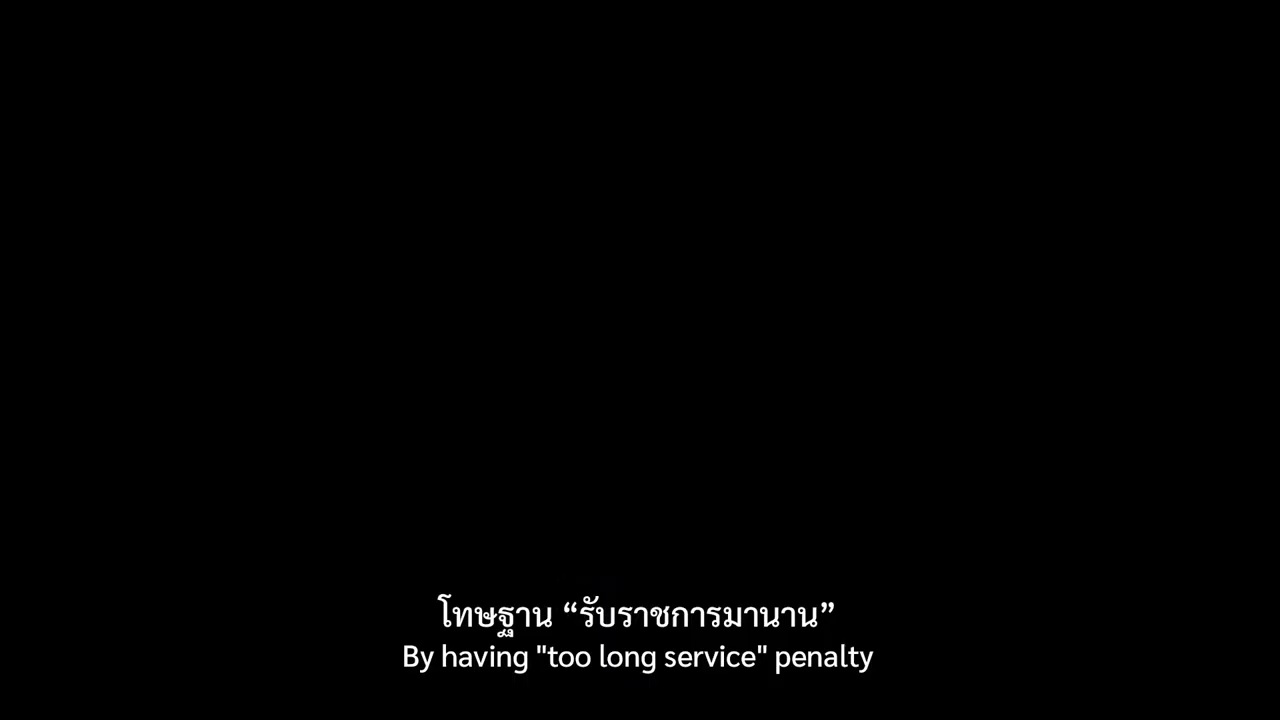 โทษฐาน “รับราชการมานาน”
By having "too long service" penalty